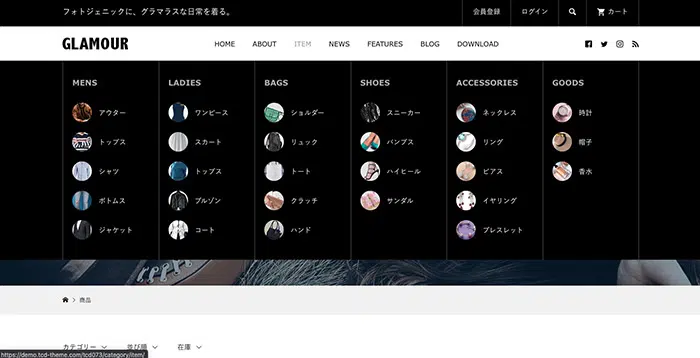 フォトジェニックに、グラマラスな日常を着る。
会員登録 ログイン カート
GLAMOUR
HOME ABOUT ITEM NEWS FEATURES BLOG DOWNLOAD
MENS
アウター
トップス
シャツ
ボトムス
ジャケット
LADIES
ワンピース
スカート
トップス
ブルゾン
コート
BAGS
ショルダー
リュック
トート
クラッチ
ハンド
SHOES
スニーカー
パンプス
ハイヒール
サンダル
ACCESSORIES
ネックレス
リング
ピアス
イヤリング
ブレスレット
GOODS
時計
帽子
香水
商品
カテゴリー 並び順 在庫
https://demo.tcd-theme.com/tcd073/category/item/